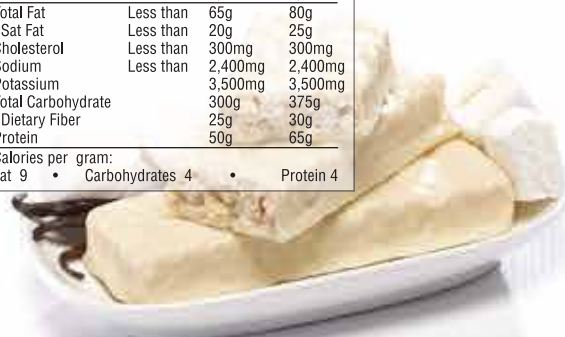 otal Fat Less than 65g 80g
Sat Fat Less than 20g 25g
holesterol Less than 300mg 300mg
odium Less than 2,400mg 2,400mg
otassium 3,500mg 3,500mg
otal Carbohydrate 300g 375g
Dietary Fiber 25g 30g
rotein 50g 65g
alories per gram:
at 9 • Carbohydrates 4 • Protein 4